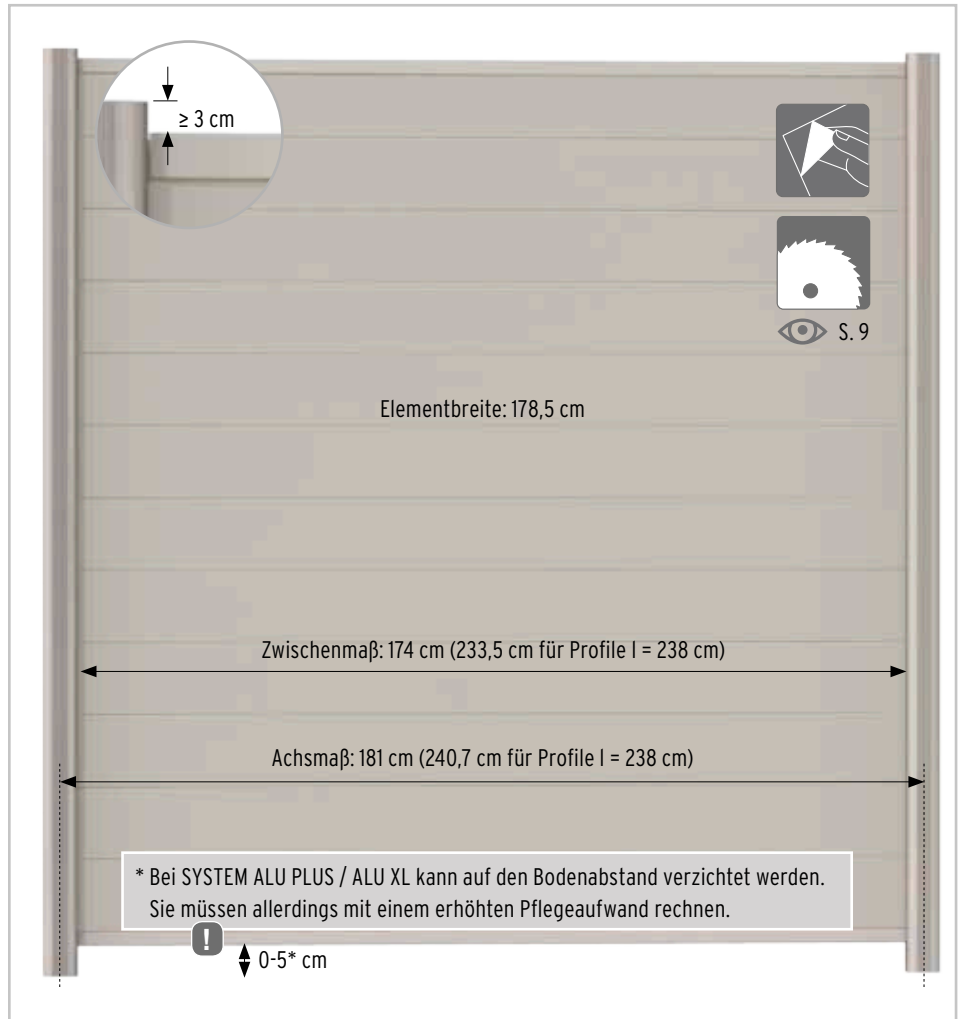 ≥ 3 cm
S. 9
Elementbreite: 178,5 cm
Zwischenmaß: 174 cm (233,5 cm für Profile l = 238 cm)
Achsmaß: 181 cm (240,7 cm für Profile l = 238 cm)
* Bei SYSTEM ALU PLUS / ALU XL kann auf den Bodenabstand verzichtet werden.
Sie müssen allerdings mit einem erhöhten Pflegeaufwand rechnen.
!
0-5* cm